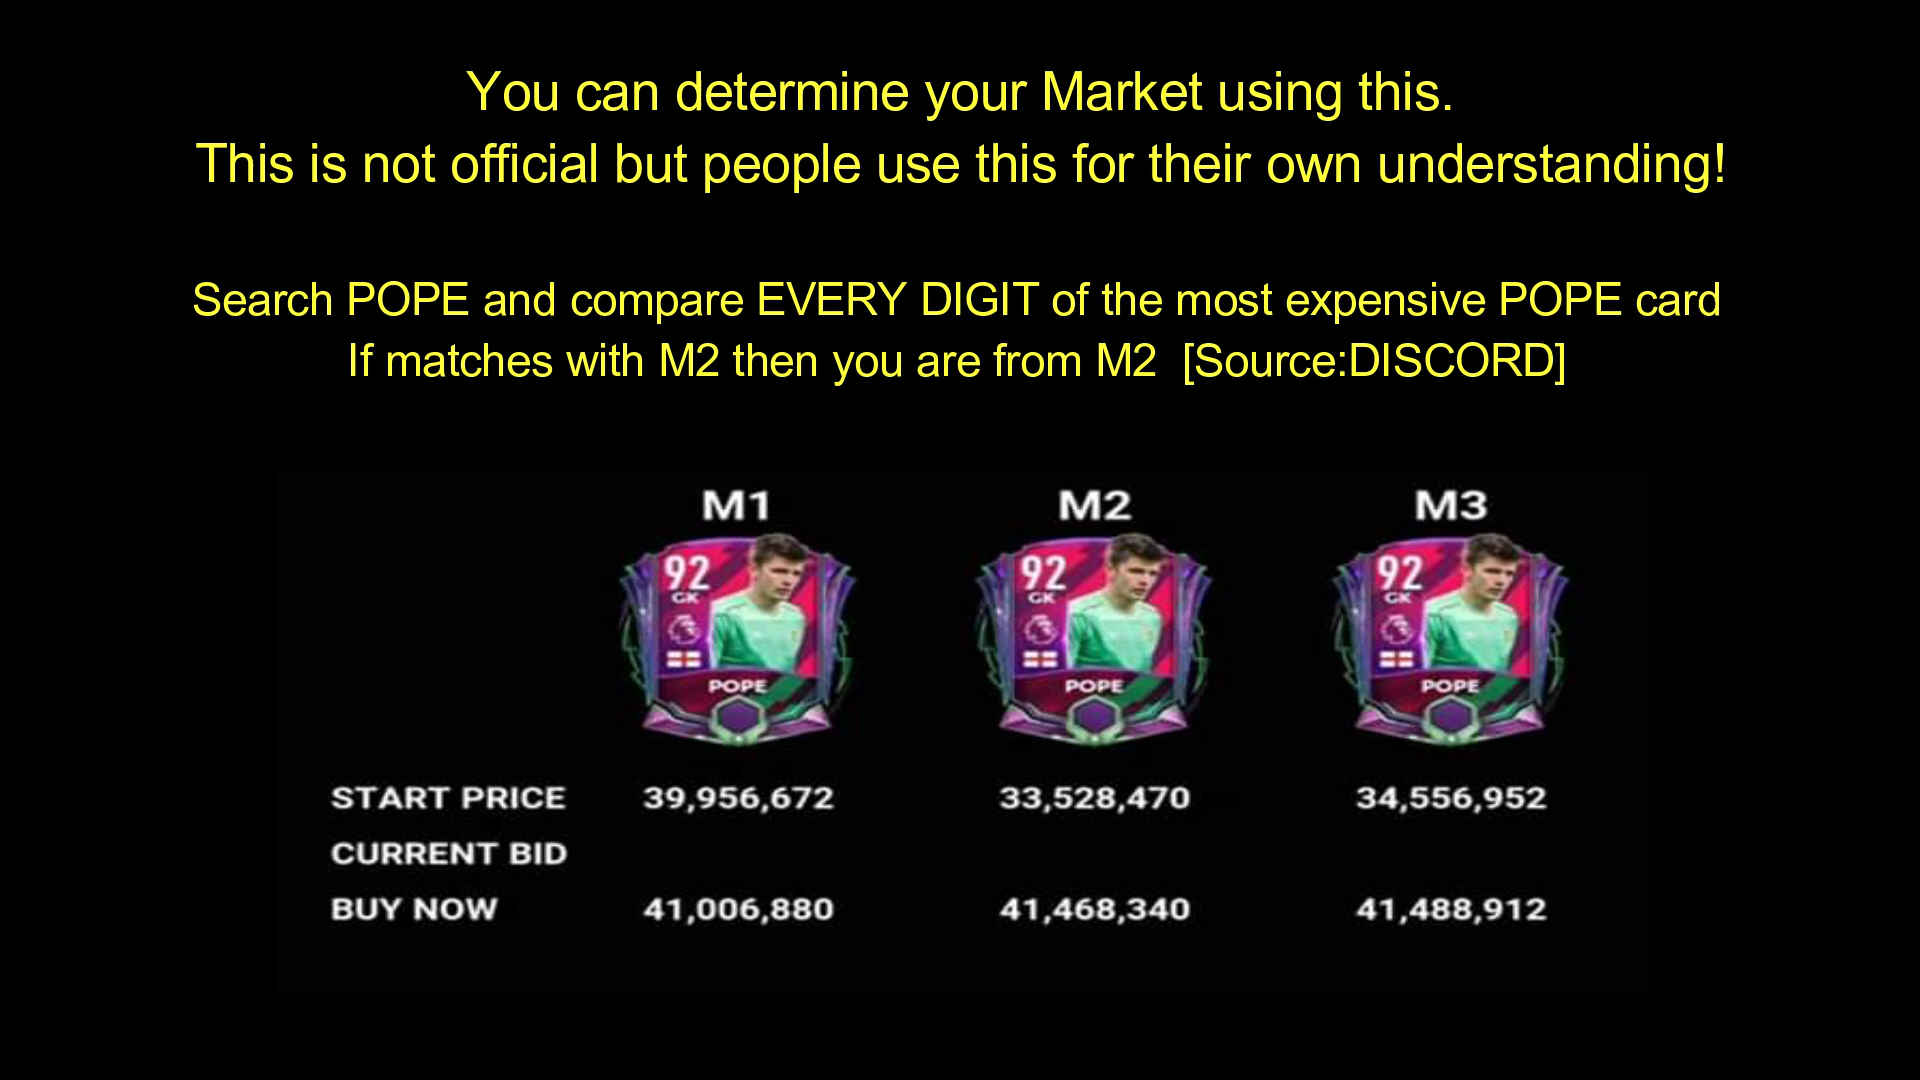 You can determine your Market using this.
This is not official but people use this for their own understanding!
Search POPE and compare EVERY DIGIT of the most expensive POPE card
If matches with M2 then you are from M2 [Source:DISCORD]
M1 M2 M3
92 92 92
GK GK GK
POPE POPE POPE
START PRICE 39,956,672 33,528,470 34,556,952
CURRENT BID
BUY NOW 41,006,880 41,468,340 41,488,912